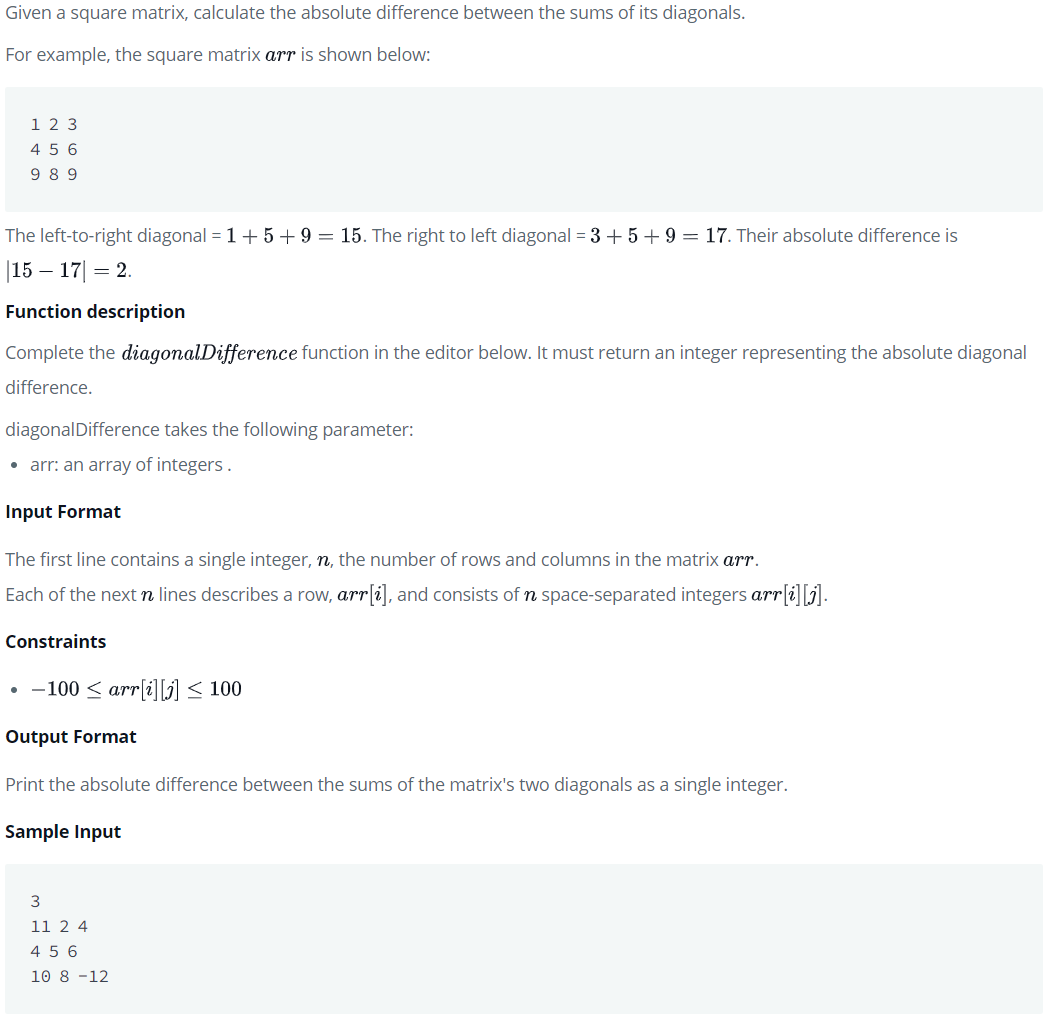 Given a square matrix, calculate the absolute difference between the sums of its diagonals.
For example, the square matrix arr is shown below:
1 2 3
4 5 6
9 8 9
The left-to-right diagonal = 1 + 5 + 9 = 15. The right to left diagonal = 3 + 5 + 9 = 17. Their absolute difference is
|15 − 17| = 2.
Function description
Complete the diagonalDifference function in the editor below. It must return an integer representing the absolute diagonal
difference.
diagonalDifference takes the following parameter:
• arr: an array of integers .
Input Format
The first line contains a single integer, n, the number of rows and columns in the matrix arr.
Each of the next n lines describes a row, arr[i], and consists of n space-separated integers arr[i][j].
Constraints
• −100 ≤ arr[i][j] ≤ 100
Output Format
Print the absolute difference between the sums of the matrix's two diagonals as a single integer.
Sample Input
3
11 2 4
4 5 6
10 8 -12